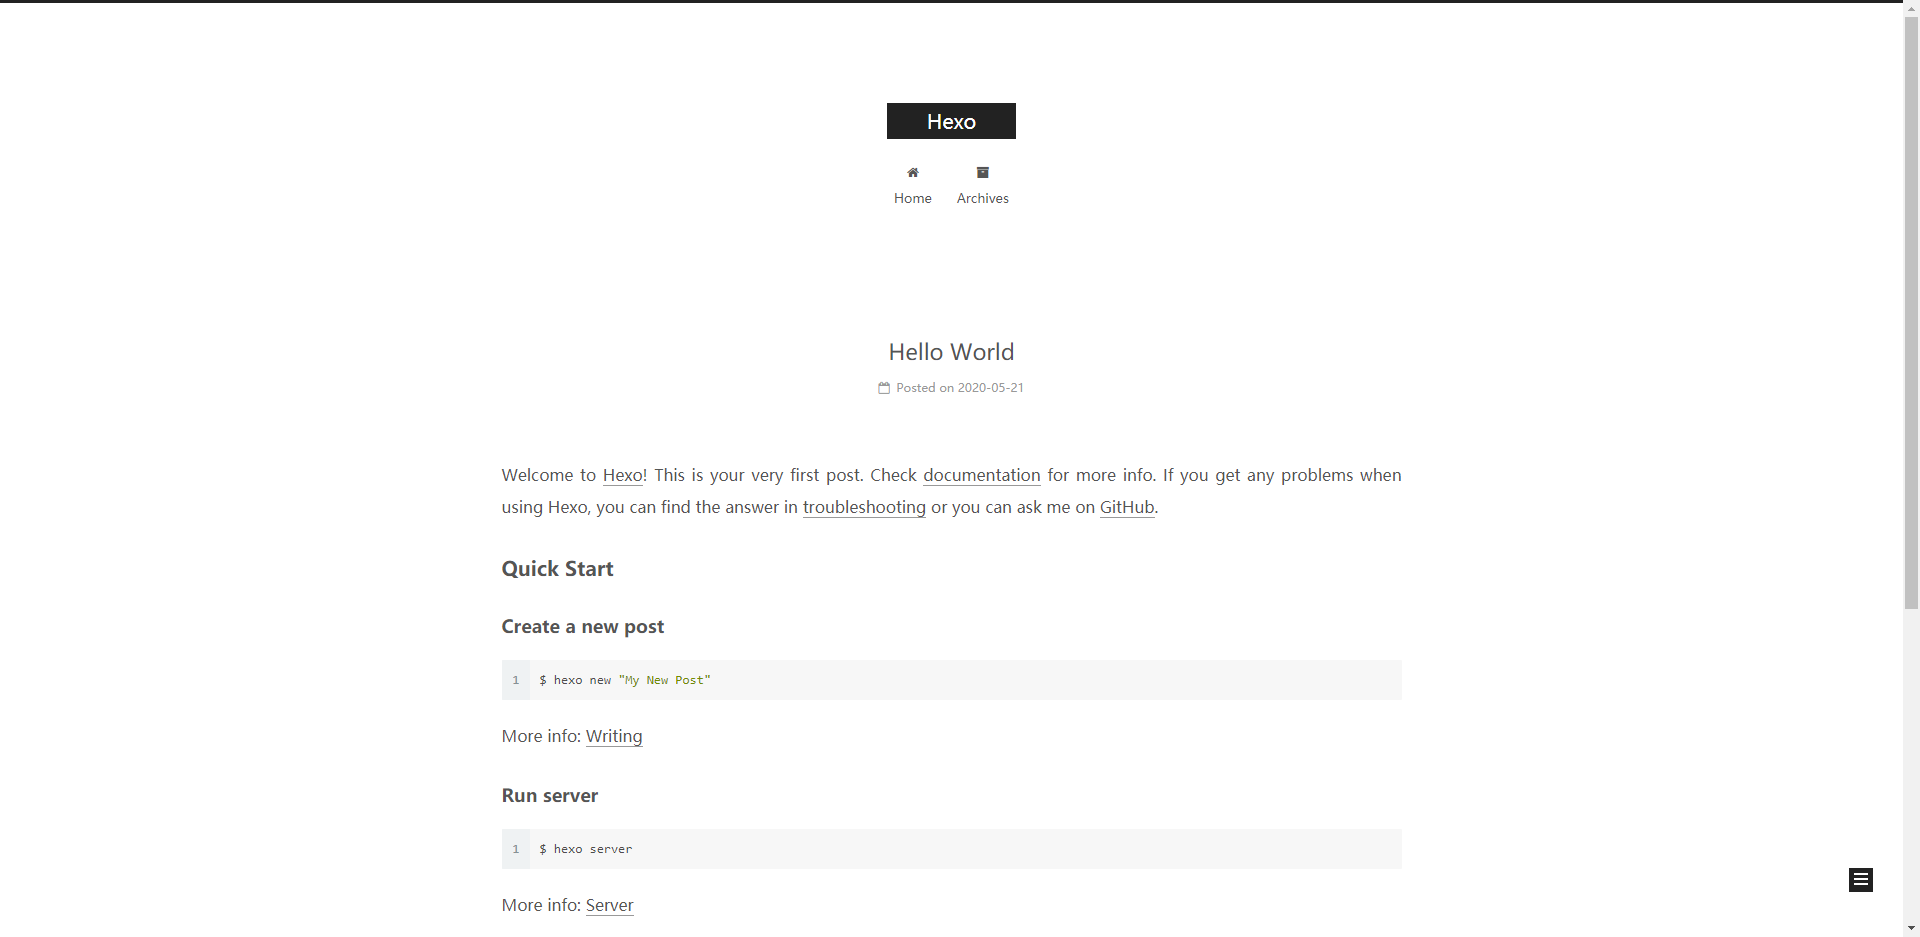 Hexo
Home Archives
Hello World
Posted on 2020-05-21
Welcome to Hexo! This is your very first post. Check documentation for more info. If you get any problems when
using Hexo, you can find the answer in troubleshooting or you can ask me on GitHub.
Quick Start
Create a new post
1 $ hexo new "My New Post"
More info: Writing
Run server
1 $ hexo server
More info: Server